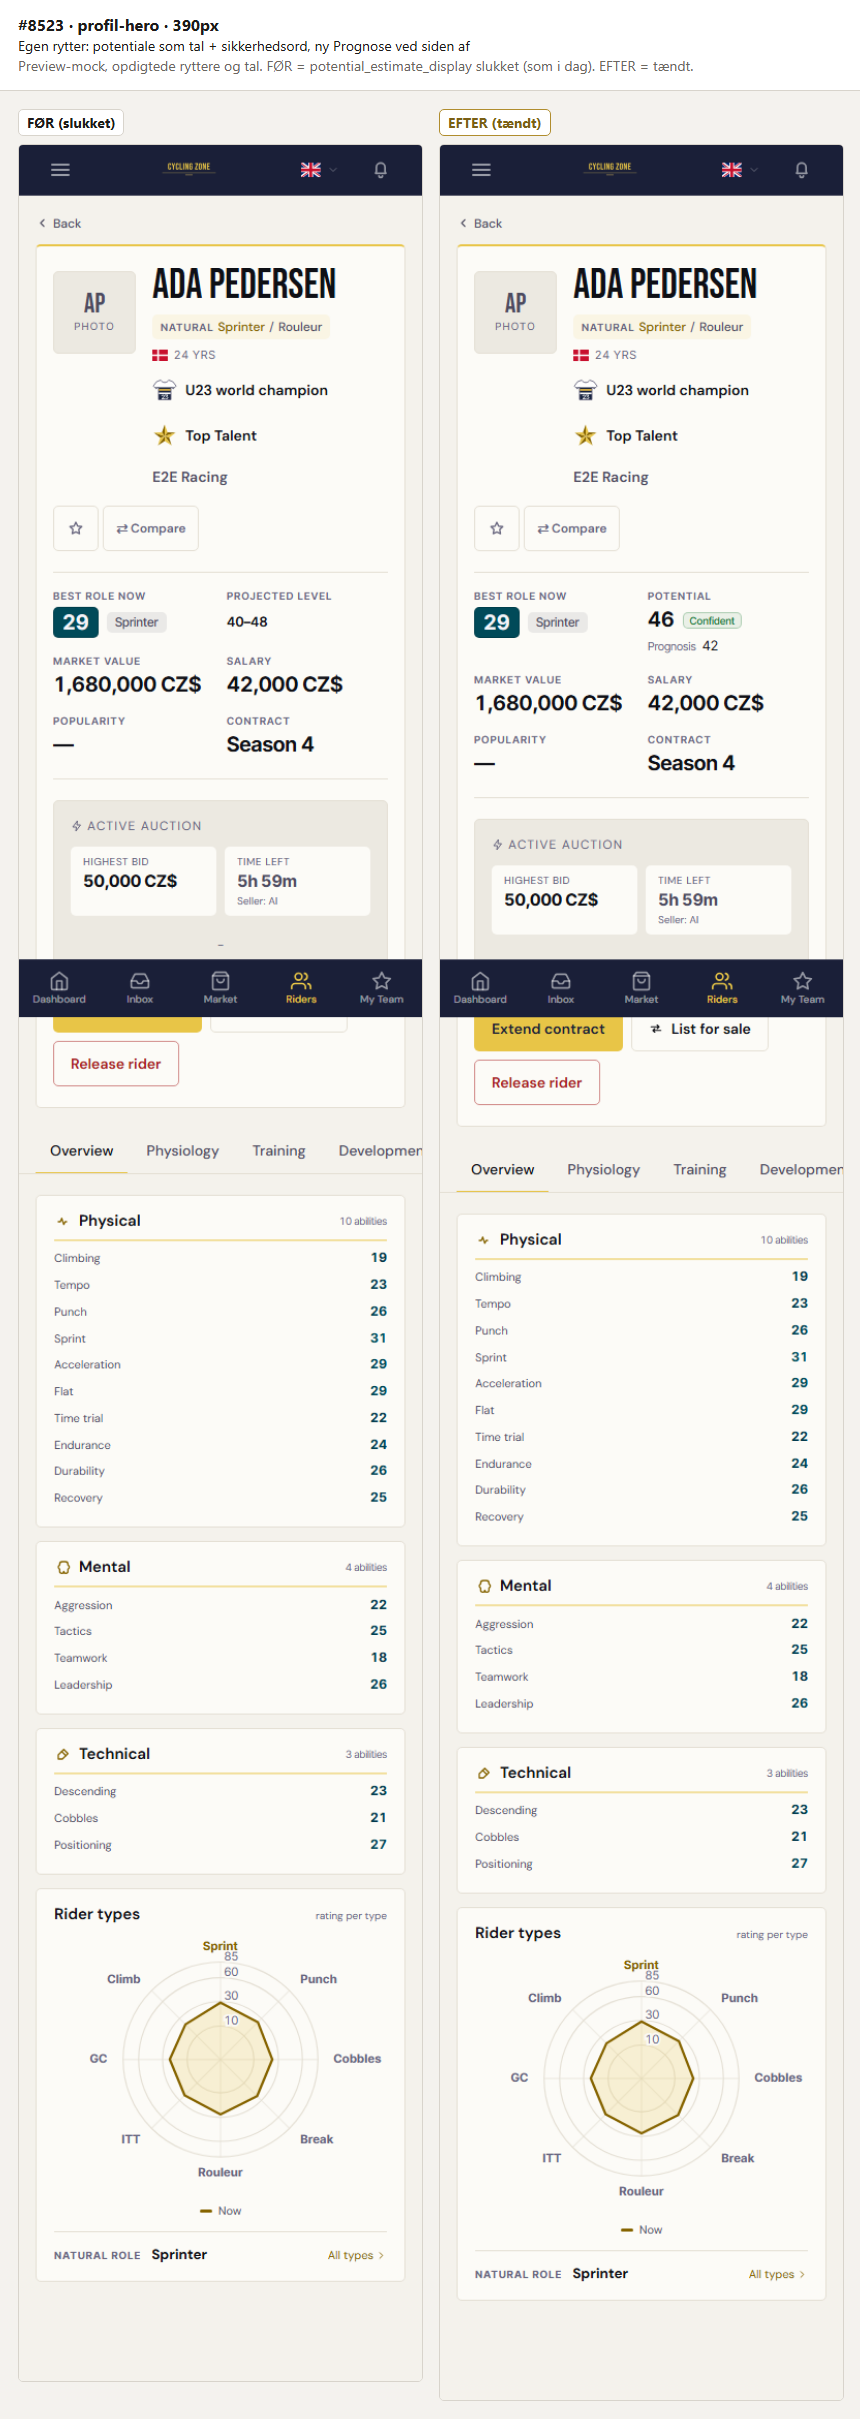 #8523 · profil-hero · 390px
Egen rytter: potentiale som tal + sikkerhedsord, ny Prognose ved siden af
Preview-mock, opdigtede ryttere og tal. FØR = potential_estimate_display slukket (som i dag). EFTER = tændt.
FØR (slukket)
CYCLING ZONE
Back
AP
PHOTO
ADA PEDERSEN
NATURAL Sprinter / Rouleur
24 YRS
U23 world champion
Top Talent
E2E Racing
Compare
BEST ROLE NOW
PROJECTED LEVEL
29 Sprinter
40–48
MARKET VALUE
SALARY
1,680,000 CZ$
42,000 CZ$
POPULARITY
CONTRACT
—
Season 4
ACTIVE AUCTION
HIGHEST BID
50,000 CZ$
TIME LEFT
5h 59m
Seller: AI
Dashboard
Inbox
Market
Riders
My Team
Release rider
Overview
Physiology
Training
Developmen
Physical
10 abilities
Climbing 19
Tempo 23
Punch 26
Sprint 31
Acceleration 29
Flat 29
Time trial 22
Endurance 24
Durability 26
Recovery 25
Mental
4 abilities
Aggression 22
Tactics 25
Teamwork 18
Leadership 26
Technical
3 abilities
Descending 23
Cobbles 21
Positioning 27
Rider types
rating per type
Sprint
85
60
30
10
Climb
Punch
GC
Cobbles
ITT
Break
Rouleur
Now
NATURAL ROLE Sprinter
All types
EFTER (tændt)
CYCLING ZONE
Back
AP
PHOTO
ADA PEDERSEN
NATURAL Sprinter / Rouleur
24 YRS
U23 world champion
Top Talent
E2E Racing
Compare
BEST ROLE NOW
POTENTIAL
29 Sprinter
46 Confident
Prognosis 42
MARKET VALUE
SALARY
1,680,000 CZ$
42,000 CZ$
POPULARITY
CONTRACT
—
Season 4
ACTIVE AUCTION
HIGHEST BID
50,000 CZ$
TIME LEFT
5h 59m
Seller: AI
Dashboard
Inbox
Market
Riders
My Team
Extend contract
List for sale
Release rider
Overview
Physiology
Training
Developmen
Physical
10 abilities
Climbing 19
Tempo 23
Punch 26
Sprint 31
Acceleration 29
Flat 29
Time trial 22
Endurance 24
Durability 26
Recovery 25
Mental
4 abilities
Aggression 22
Tactics 25
Teamwork 18
Leadership 26
Technical
3 abilities
Descending 23
Cobbles 21
Positioning 27
Rider types
rating per type
Sprint
85
60
30
10
Climb
Punch
GC
Cobbles
ITT
Break
Rouleur
Now
NATURAL ROLE Sprinter
All types